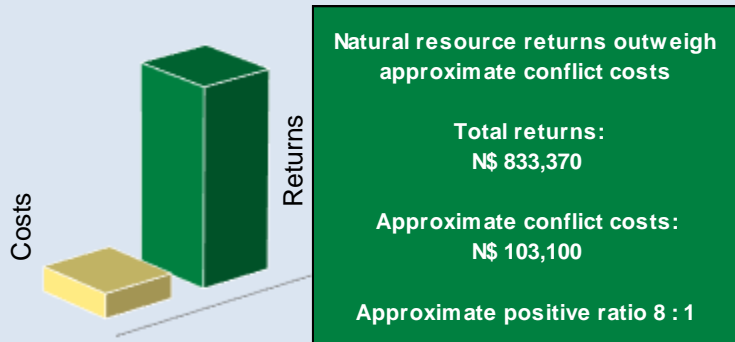 Costs
Returns
Natural resource returns outweigh
approximate conflict costs
Total returns:
N$ 833,370
Approximate conflict costs:
N$ 103,100
Approximate positive ratio 8 : 1